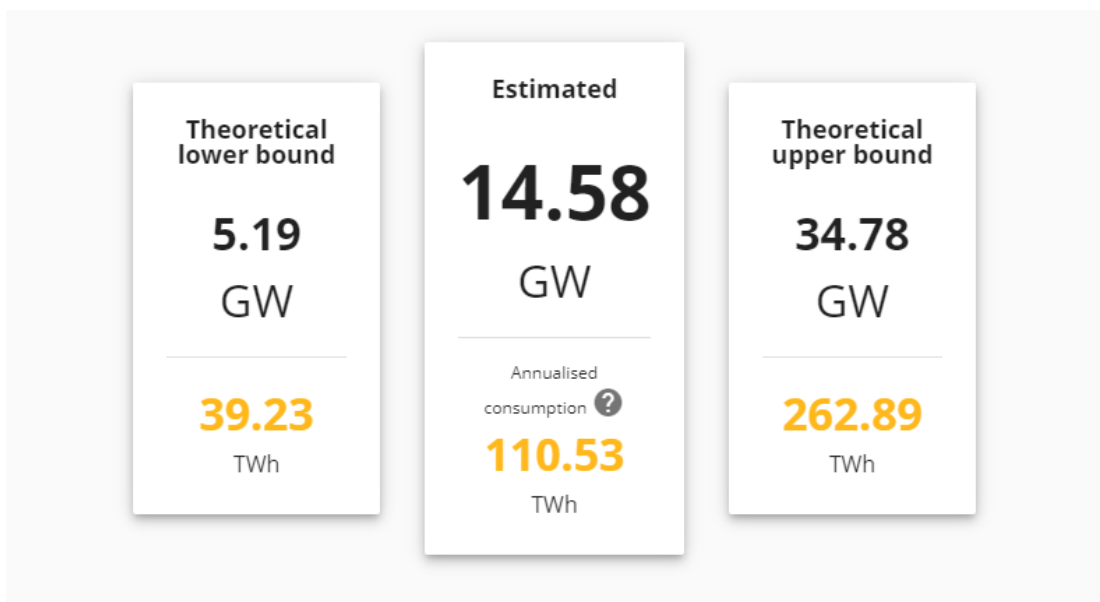 Theoretical
lower bound
5.19
GW
39.23
TWh
Estimated
14.58
GW
Annualised
consumption ?
110.53
TWh
Theoretical
upper bound
34.78
GW
262.89
TWh